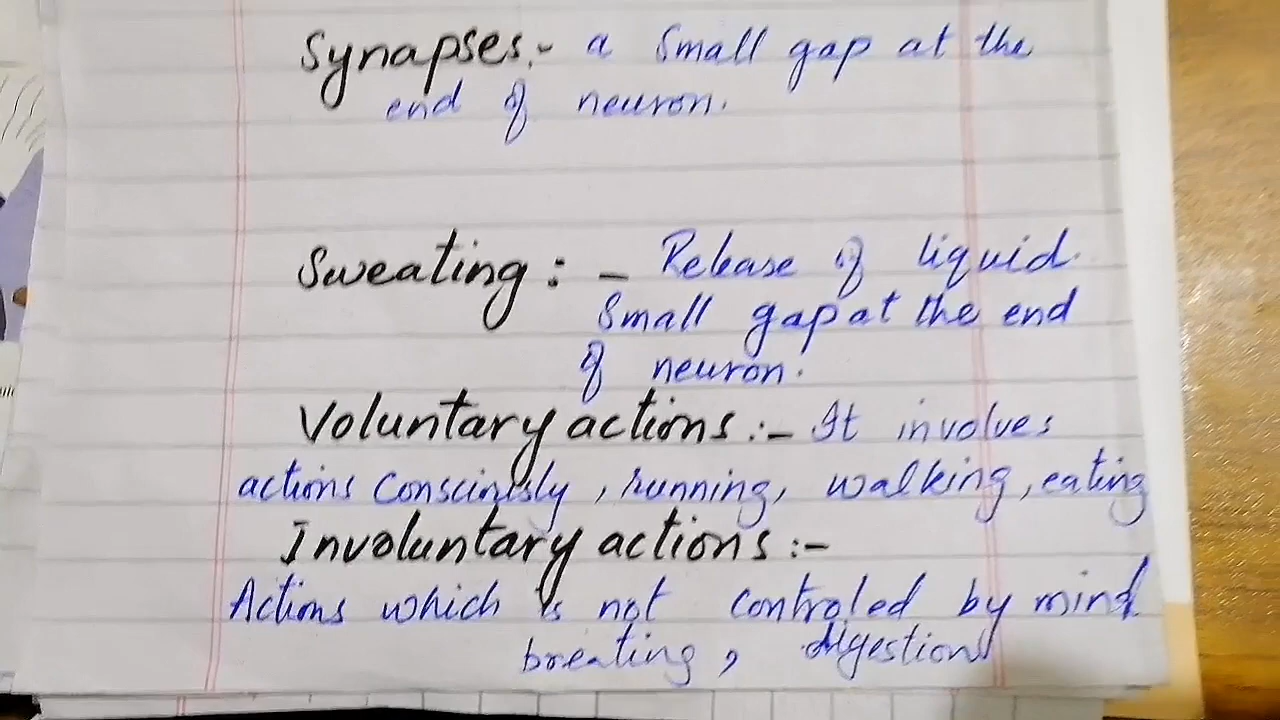 Synapses:- a small gap at the
end of neuron.
Sweating :- Release of liquid.
Small gap at the end
of neuron.
Voluntary actions :- It involves
actions Consciously, running, walking, eating
Involuntary actions :-
Actions which is not controled by mind
breating, digestion